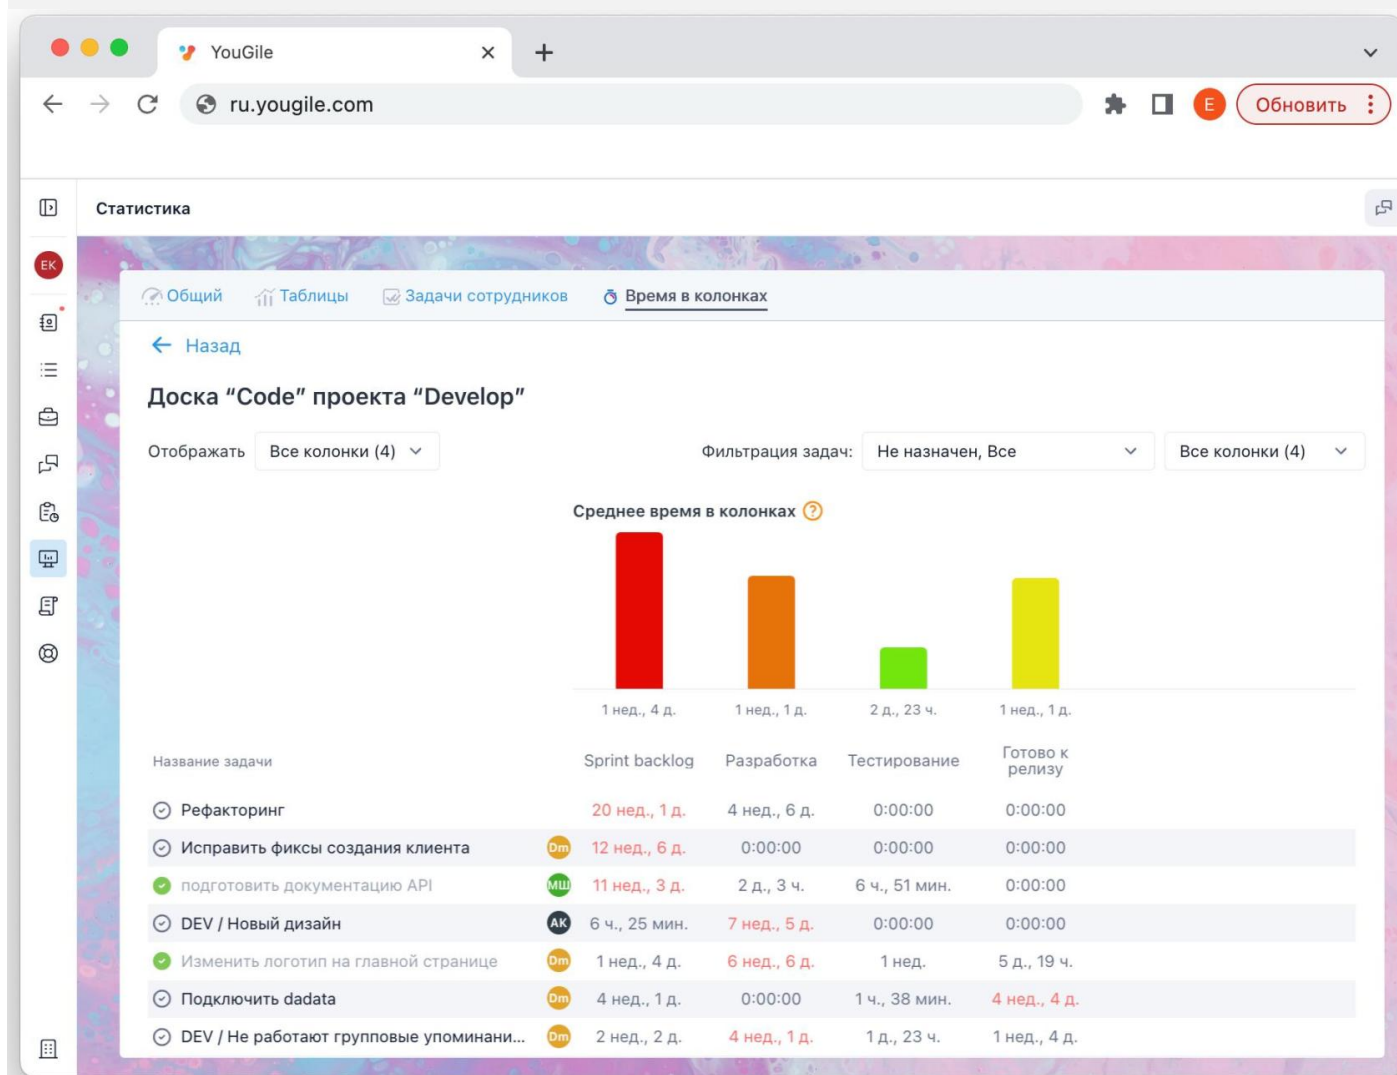 YouGile
ru.yougile.com
E
Обновить
Статистика
EK
Общий Таблицы Задачи сотрудников Время в колонках
Назад
Доска “Code” проекта “Develop”
Отображать Все колонки (4) Фильтрация задач: Не назначен, Все Все колонки (4)
Среднее время в колонках ?
1 нед., 4 д. 1 нед., 1 д. 2 д., 23 ч. 1 нед., 1 д.
Название задачи Sprint backlog Разработка Тестирование Готово к
релизу
Рефакторинг 20 нед., 1 д. 4 нед., 6 д. 0:00:00 0:00:00
Исправить фиксы создания клиента Dm 12 нед., 6 д. 0:00:00 0:00:00 0:00:00
подготовить документацию API МШ 11 нед., 3 д. 2 д., 3 ч. 6 ч., 51 мин. 0:00:00
DEV / Новый дизайн АК 6 ч., 25 мин. 7 нед., 5 д. 0:00:00 0:00:00
Изменить логотип на главной странице Dm 1 нед., 4 д. 6 нед., 6 д. 1 нед. 5 д., 19 ч.
Подключить dadata Dm 4 нед., 1 д. 0:00:00 1 ч., 38 мин. 4 нед., 4 д.
DEV / Не работают групповые упоминани... Dm 2 нед., 2 д. 4 нед., 1 д. 1 д., 23 ч. 1 нед., 4 д.